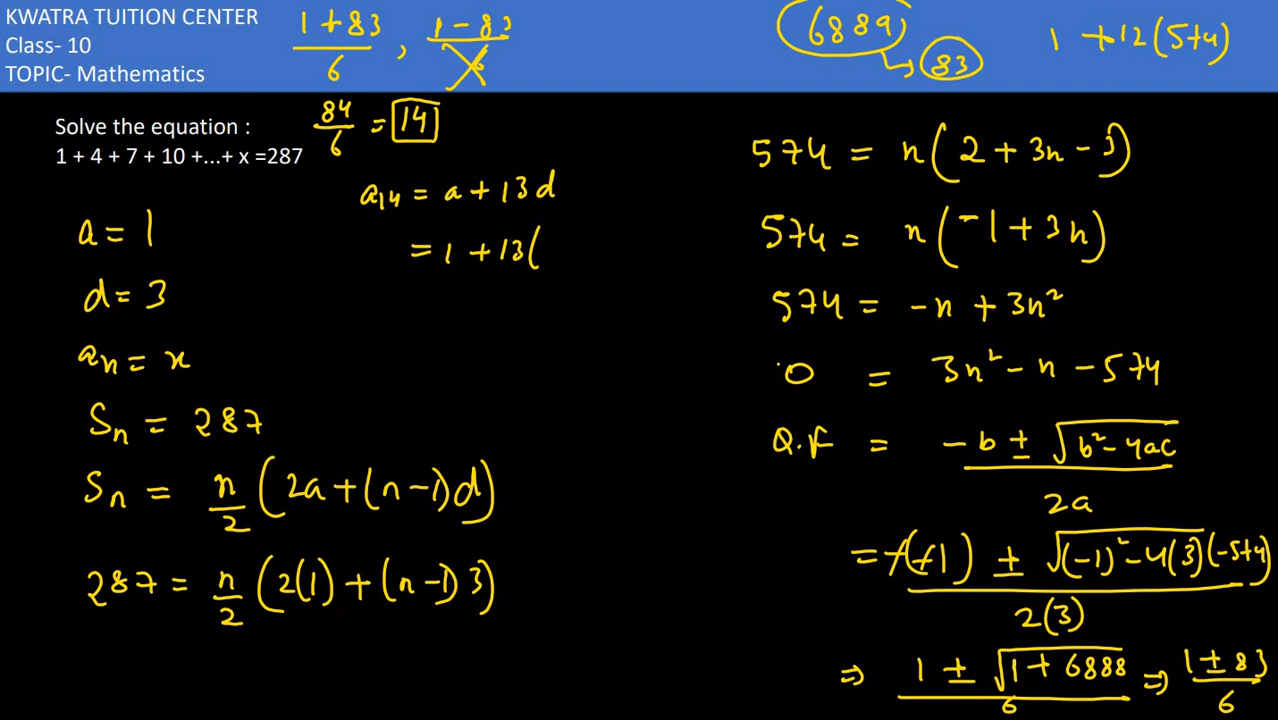 KWATRA TUITION CENTER
Class- 10
TOPIC- Mathematics
1 + 83 / 6 , 1 - 83 / 6
6889 → 83
1 + 12(574)
Solve the equation :
1 + 4 + 7 + 10 +...+ x =287
84 / 6 = 14
a14 = a + 13d
= 1 + 13(
a = 1
d = 3
an = x
Sn = 287
Sn = n/2 (2a + (n-1)d)
287 = n/2 (2(1) + (n-1)3)
574 = n(2 + 3n - 3)
574 = n(-1 + 3n)
574 = -n + 3n²
0 = 3n² - n - 574
Q.F = -b ± √b² - 4ac / 2a
= -(-1) ± √(-1)² - 4(3)(-574) / 2(3)
⇒ 1 ± √1 + 6888 / 6 ⇒ 1 ± 83 / 6